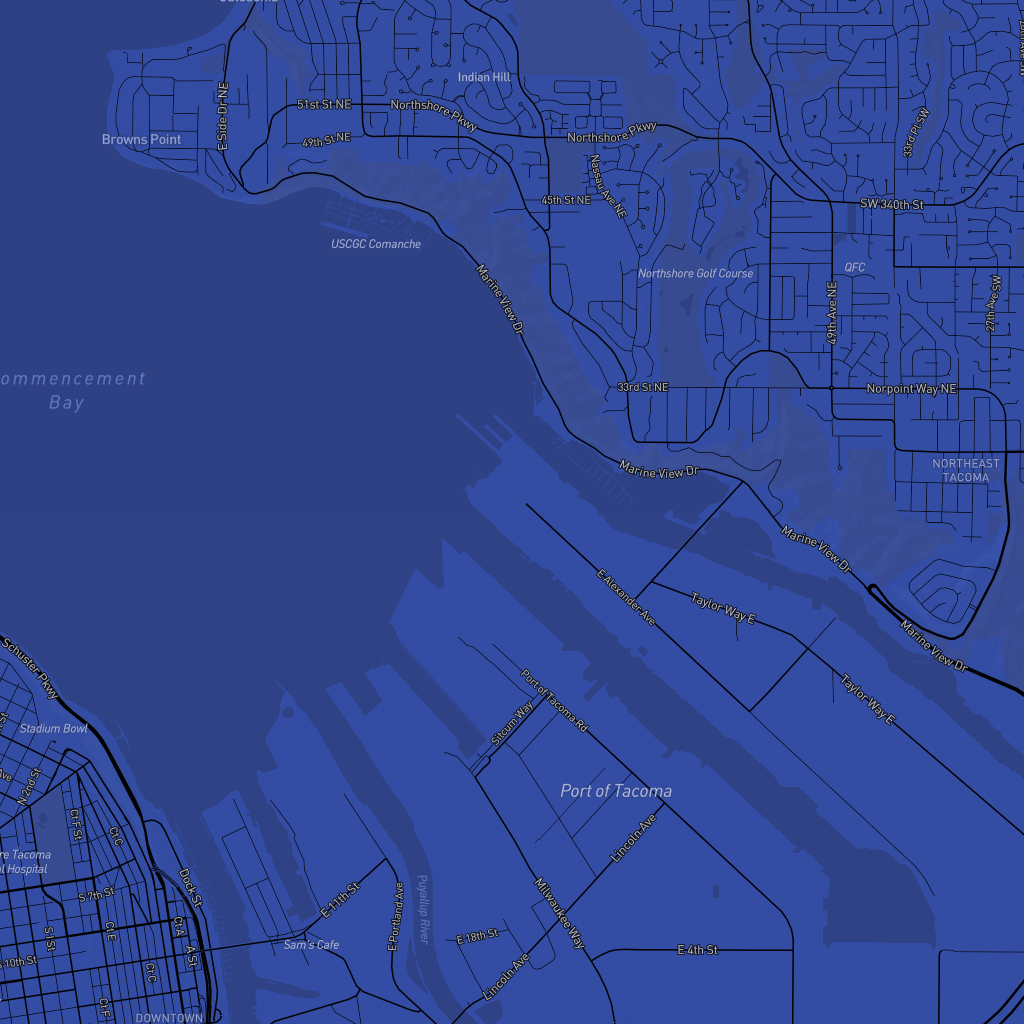 Indian Hill
E Side Dr NE
51st St NE
Northshore Pkwy
Northshore Pkwy
33rd Pl SW
Browns Point
49th St NE
Nassau Ave NE
45th St NE
SW 340th St
USCGC Comanche
Marine View Dr
Northshore Golf Course
QFC
49th Ave NE
27th Ave SW
ommencement
Bay
33rd St NE
Norpoint Way NE
Marine View Dr
NORTHEAST
TACOMA
Marine View Dr
E Alexander Ave
Taylor Way E
Marine View Dr
Schuster Pkwy
Port of Tacoma Rd
Taylor Way E
Stadium Bowl
Sitcum Way
St
Ave
N 2nd St
Port of Tacoma
Ct F St
Ct C
Lincoln Ave
re Tacoma
l Hospital
S 7th St
Dock St
E 11th St
E Portland Ave
Puyallup River
Milwaukee Way
S I St
Ct E
Ct A
A St
Sam's Cafe
E 18th St
E 4th St
S 10th St
Ct C
Lincoln Ave
Ct F
DOWNTOWN